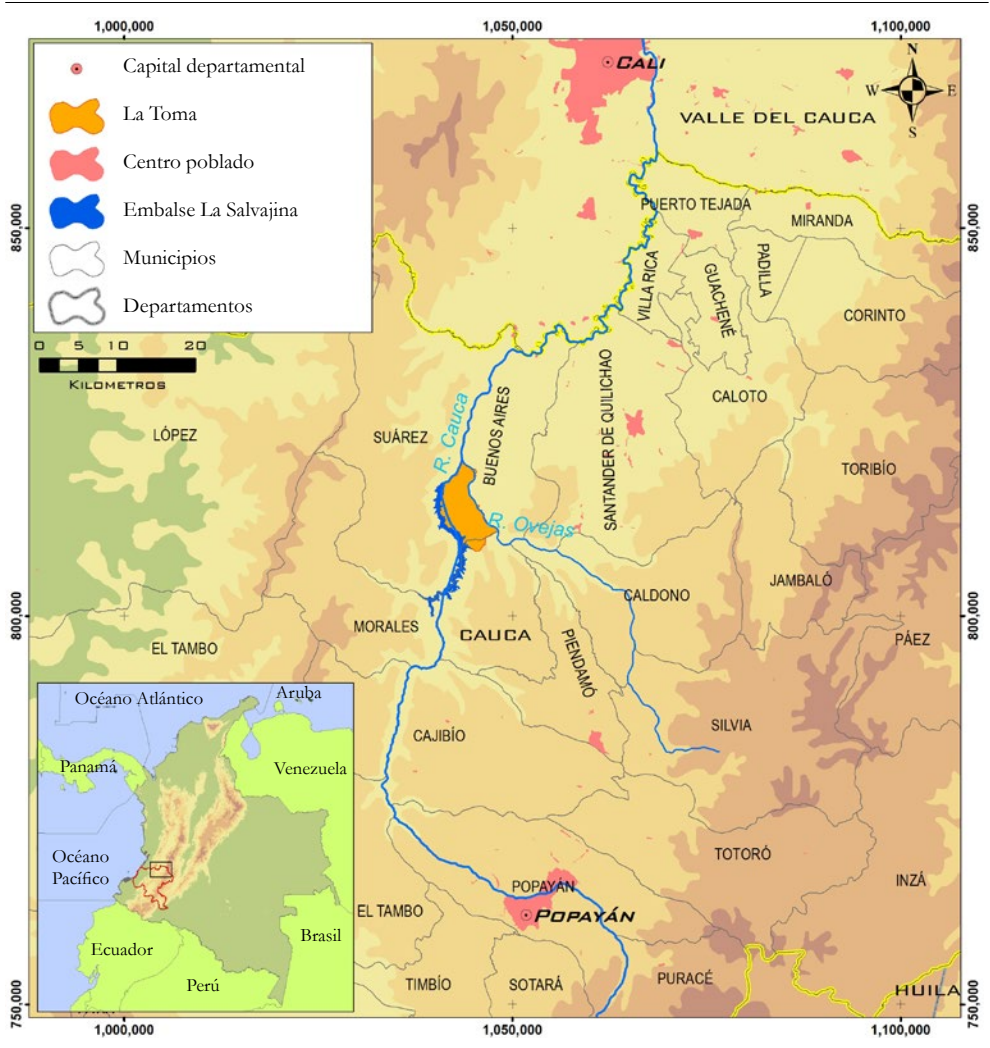 1,000,000
1,050,000
1,100,000
Capital departamental
La Toma
Centro poblado
Embalse La Salvajina
Municipios
Departamentos
0 5 10 20
KILOMETROS
N
W E
S
CALI
VALLE DEL CAUCA
850,000
850,000
PUERTO TEJADA
MIRANDA
VILLA RICA
GUACHENÉ
PADILLA
CORINTO
CALOTO
LÓPEZ
SUÁREZ
R. Cauca
BUENOS AIRES
SANTANDER DE QUILICHAO
TORIBÍO
R. Ovejas
JAMBALÓ
CALDONO
800,000
800,000
MORALES
CAUCA
PIENDAMÓ
PÁEZ
EL TAMBO
SILVIA
CAJIBÍO
TOTORÓ
INZÁ
POPAYÁN
POPAYÁN
EL TAMBO
TIMBÍO
SOTARÁ
PURACÉ
HUILA
Océano Atlántico
Aruba
Panamá
Venezuela
Océano
Pacífico
Ecuador
Brasil
Perú
750,000
750,000
1,000,000
1,050,000
1,100,000